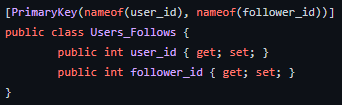 [PrimaryKey(nameof(user_id), nameof(follower_id))]
public class Users_Follows {
public int user_id { get; set; }
public int follower_id { get; set; }
}